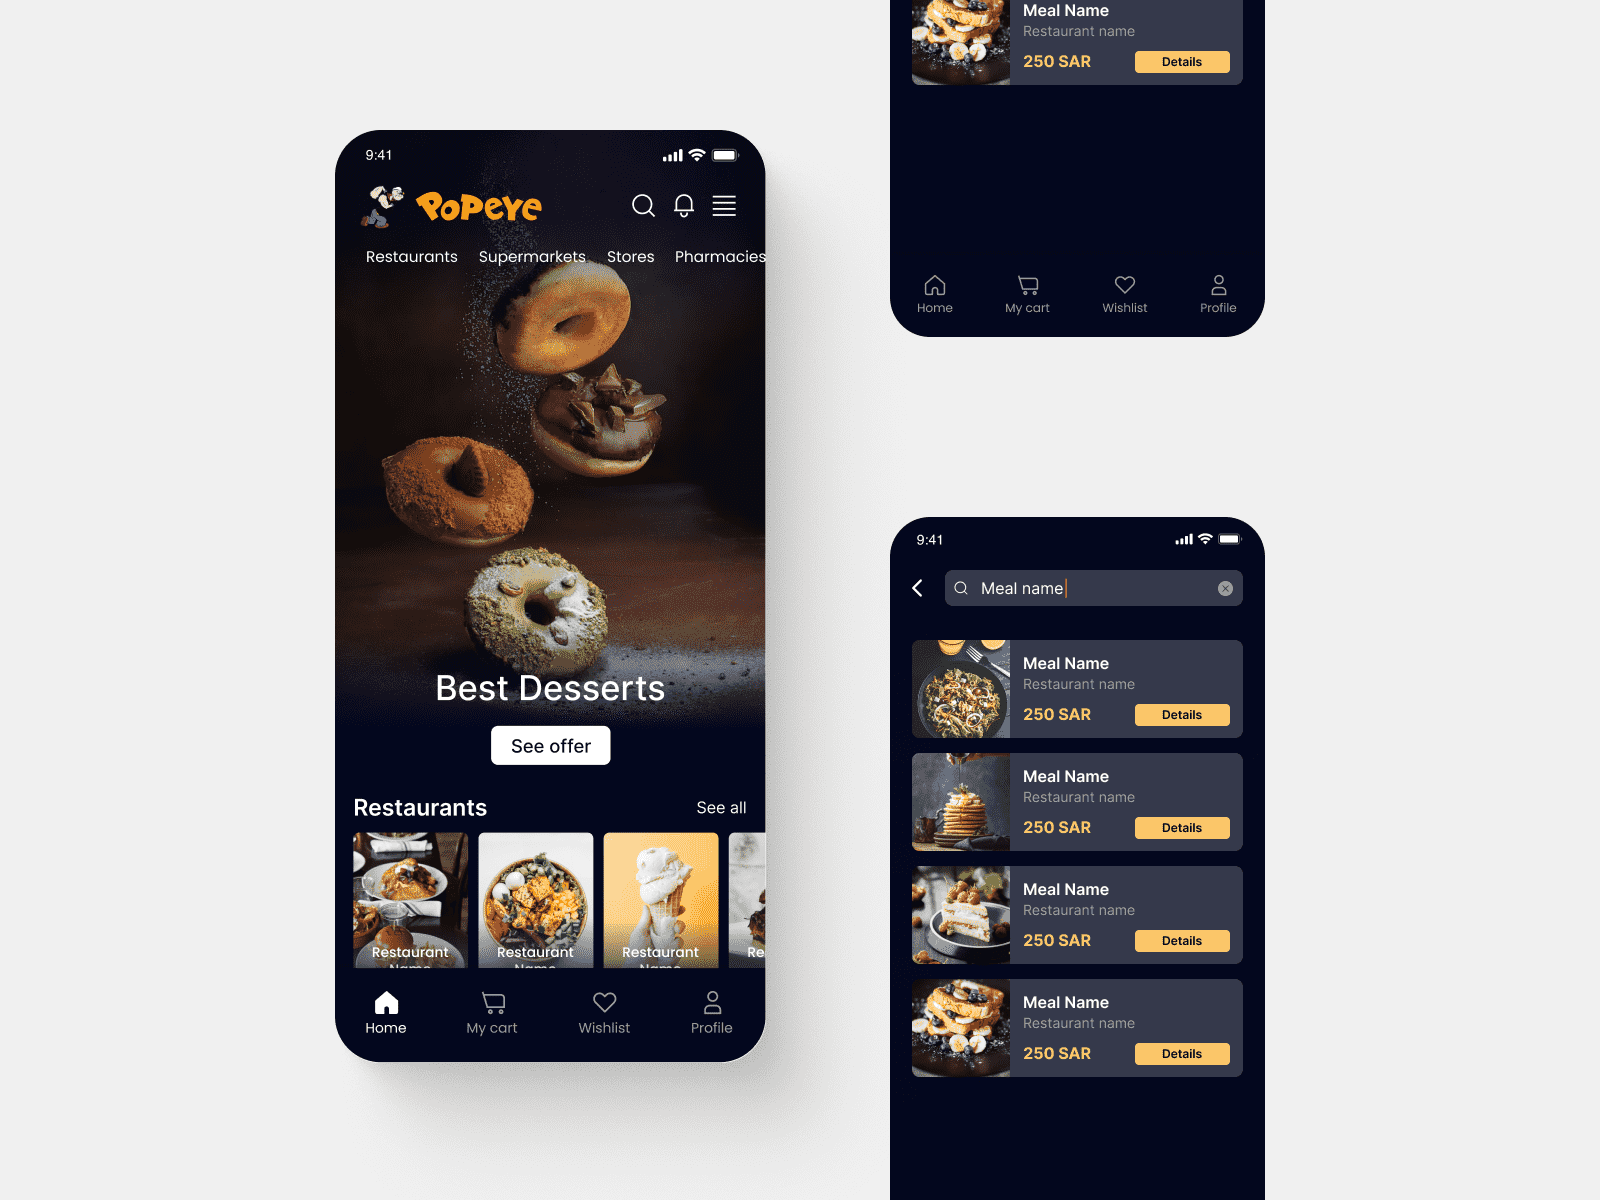 9:41
POPEYE
Restaurants Supermarkets Stores Pharmacies
Best Desserts
See offer
Restaurants See all
Restaurant Restaurant Restaurant Re
Name Name Name
Home My cart Wishlist Profile
Meal Name
Restaurant name
250 SAR Details
Home My cart Wishlist Profile
9:41
Meal name
Meal Name
Restaurant name
250 SAR Details
Meal Name
Restaurant name
250 SAR Details
Meal Name
Restaurant name
250 SAR Details
Meal Name
Restaurant name
250 SAR Details